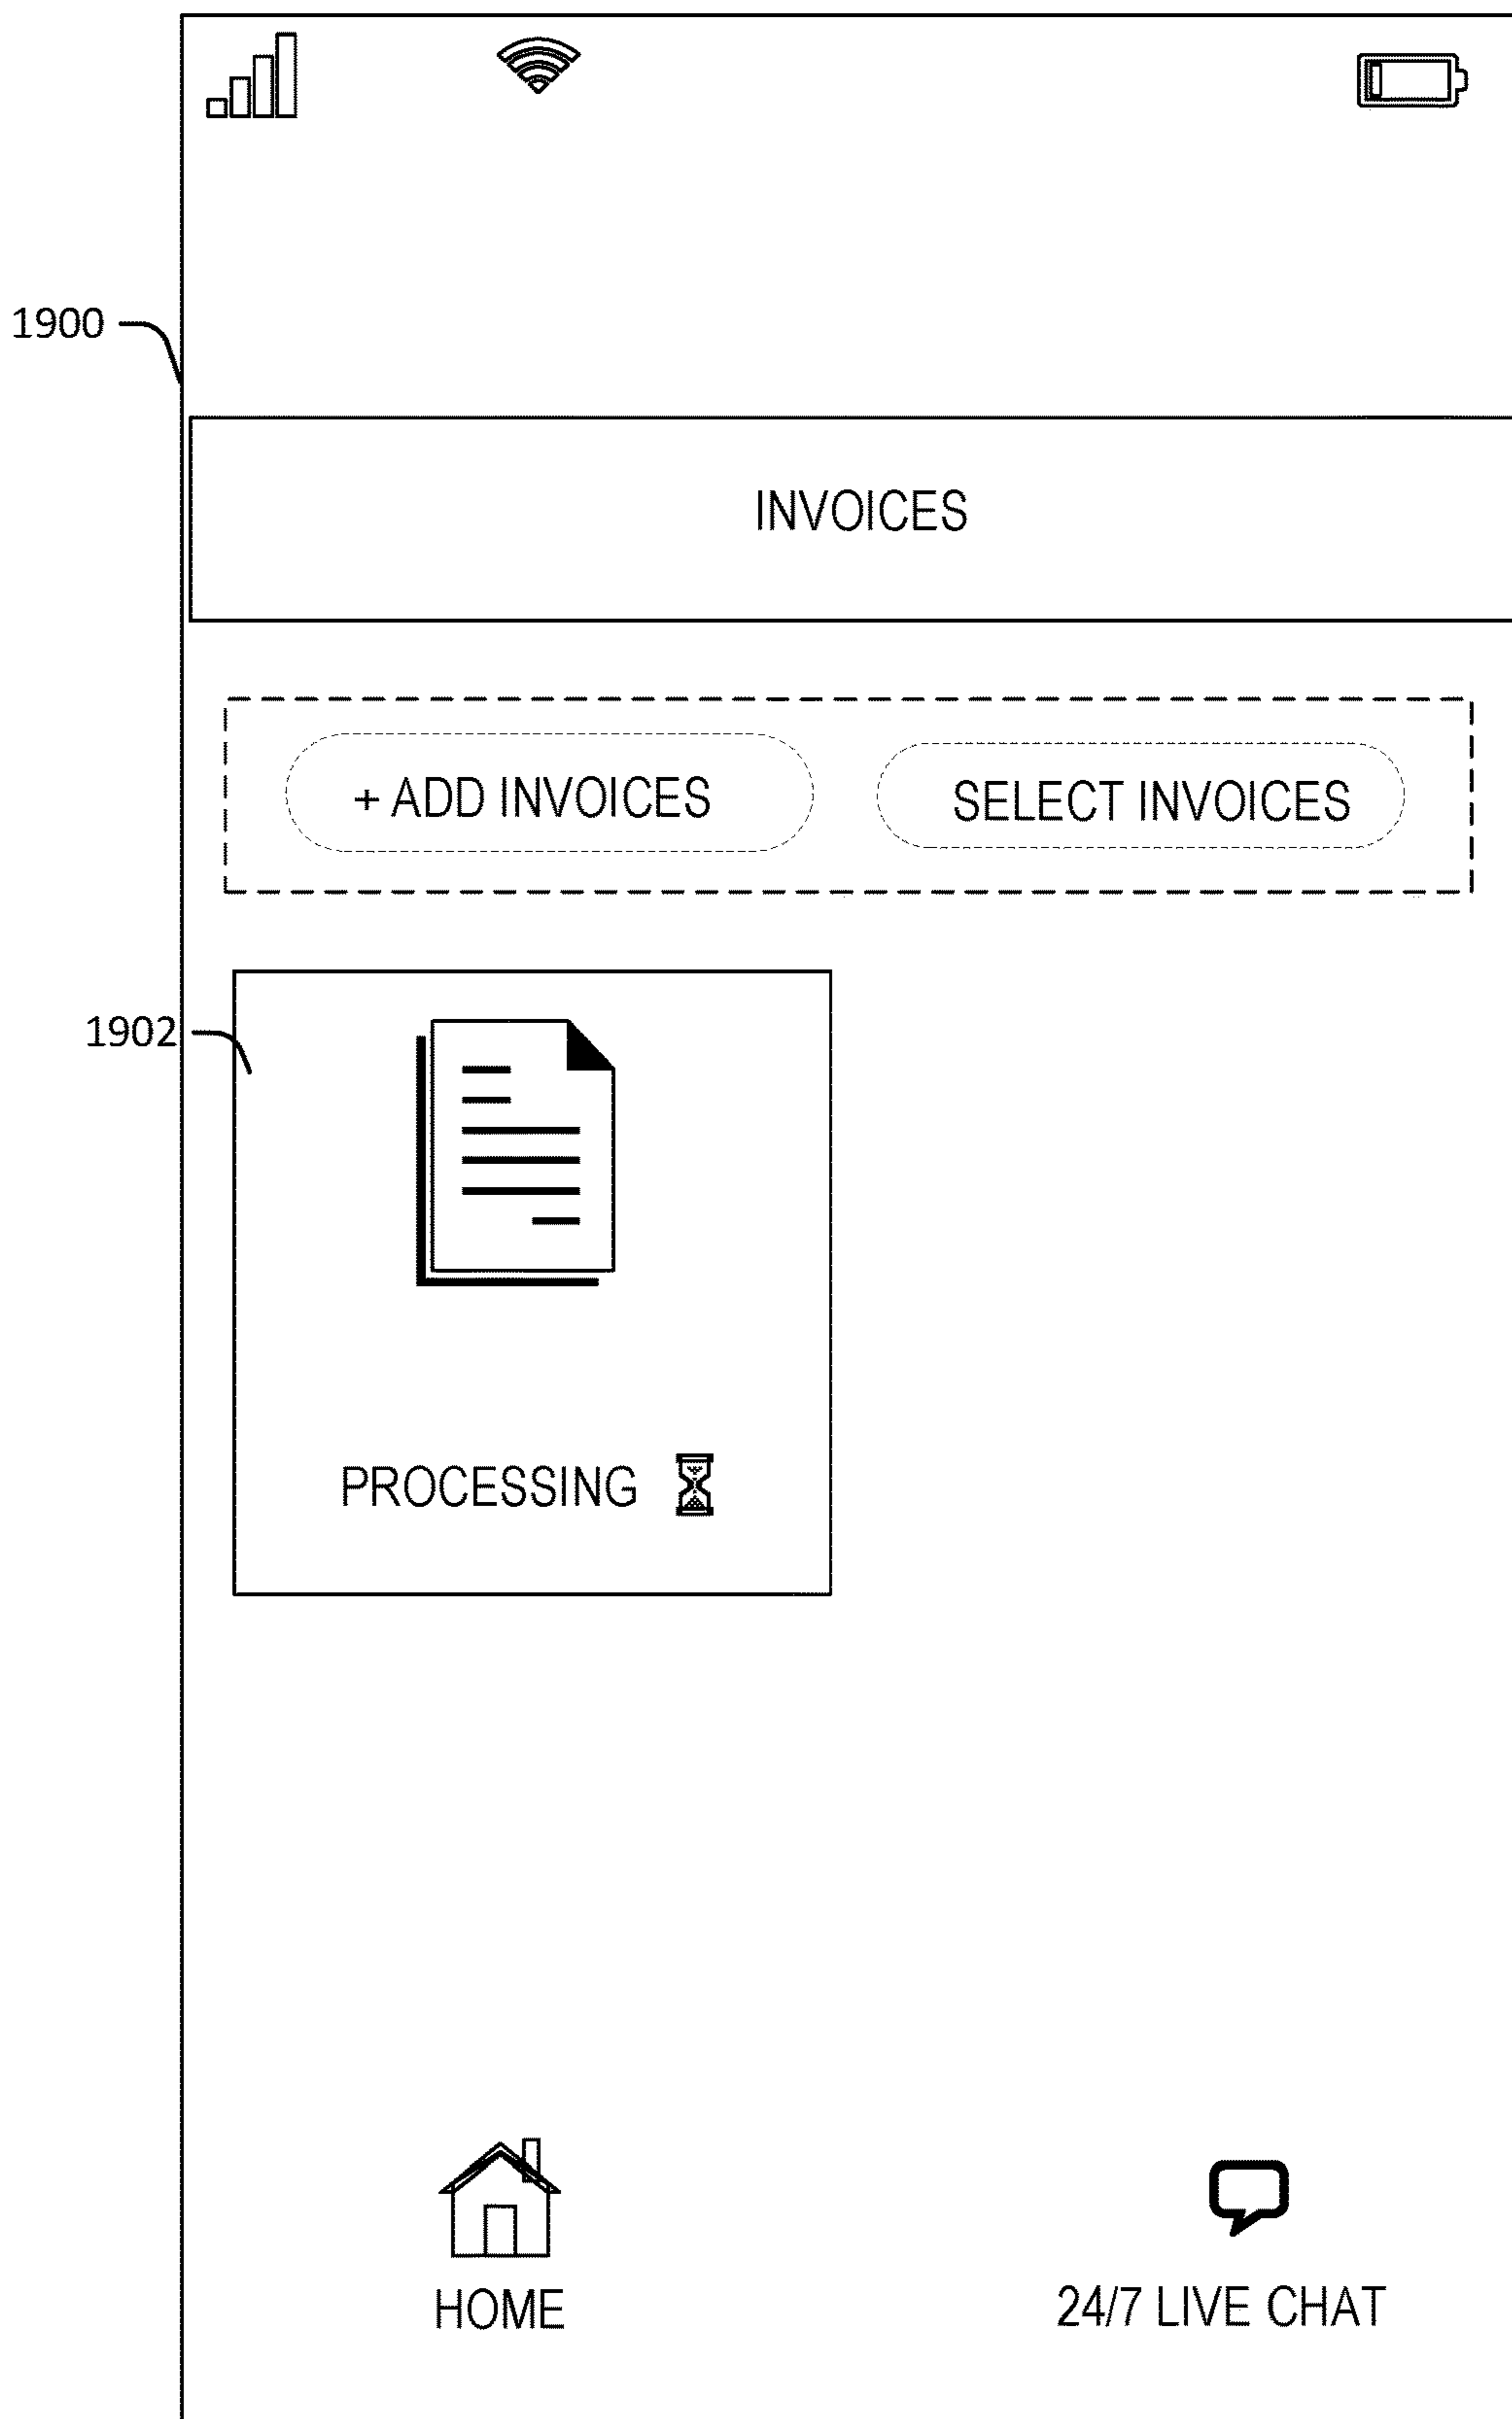 1900
INVOICES
+ ADD INVOICES
SELECT INVOICES
1902
PROCESSING
HOME
24/7 LIVE CHAT